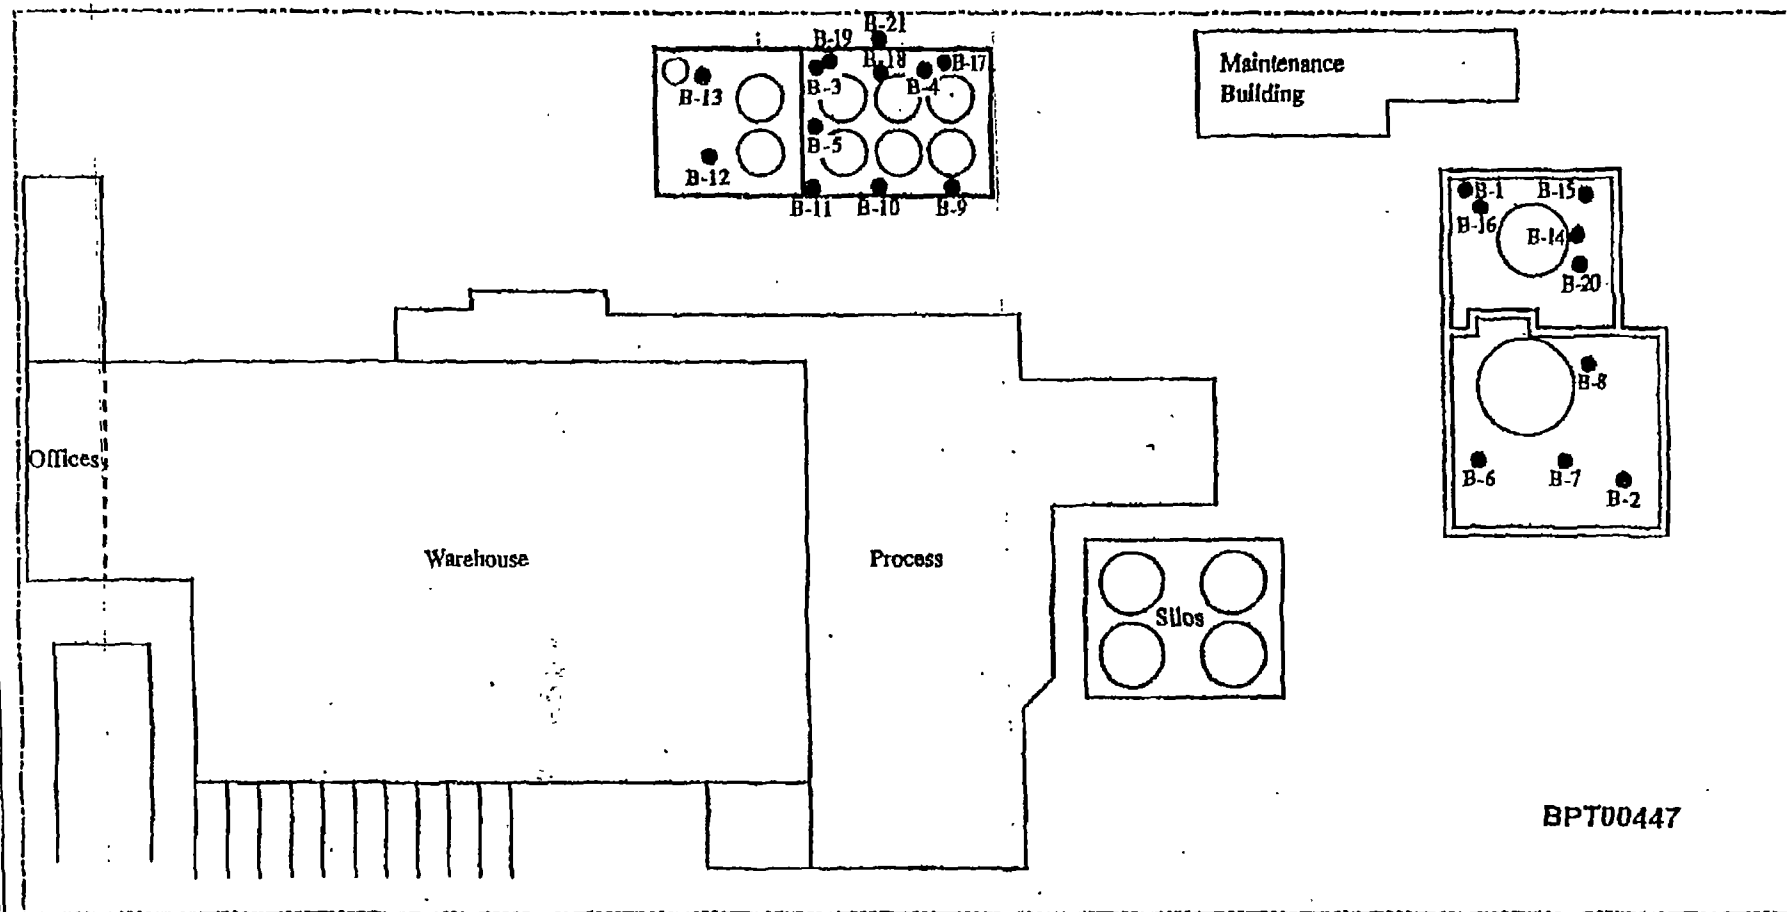 B-21
B-19
B-18
B-17
B-3
B-4
B-13
B-5
B-12
B-11
B-10
B-9
Maintenance
Building
B-1
B-15
B-16
B-14
B-20
B-8
B-6
B-7
B-2
Offices
Warehouse
Process
Silos
BPT00447